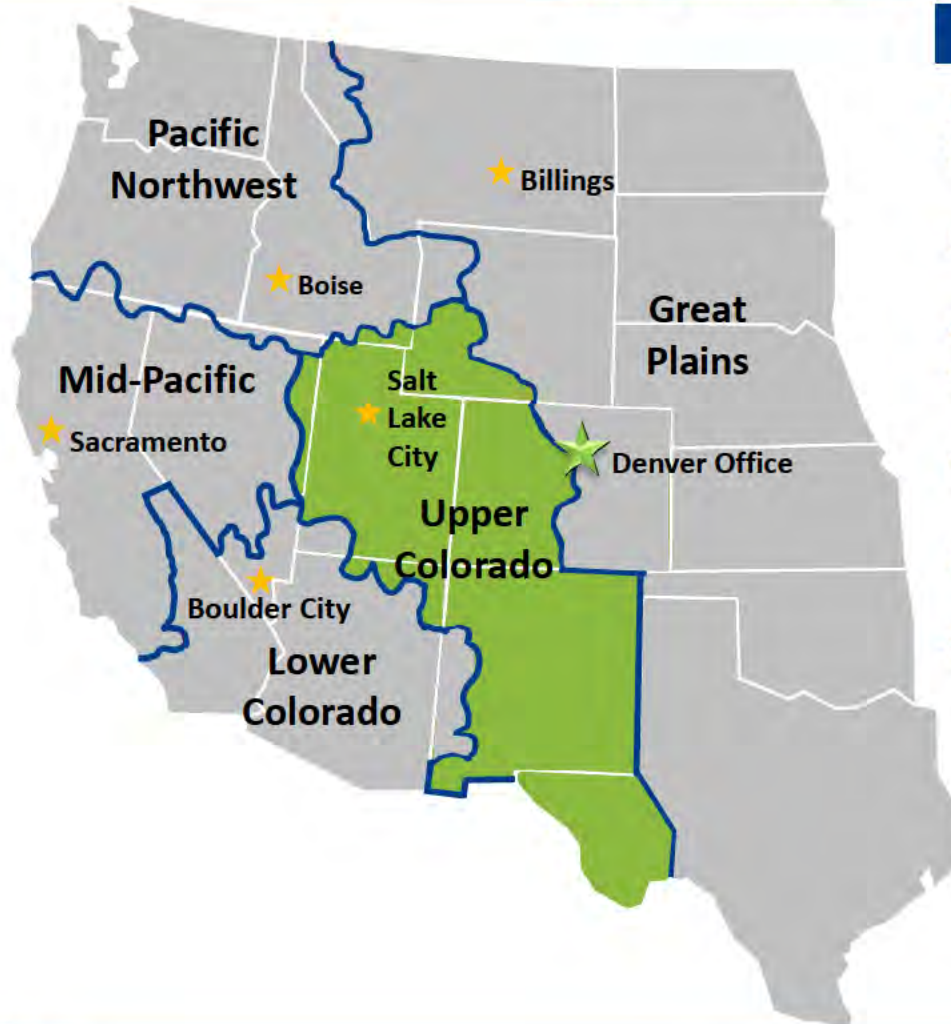 Pacific
Northwest
Billings
Boise
Great
Plains
Mid-Pacific
Salt
Lake
City
Sacramento
Denver Office
Upper
Colorado
Boulder City
Lower
Colorado